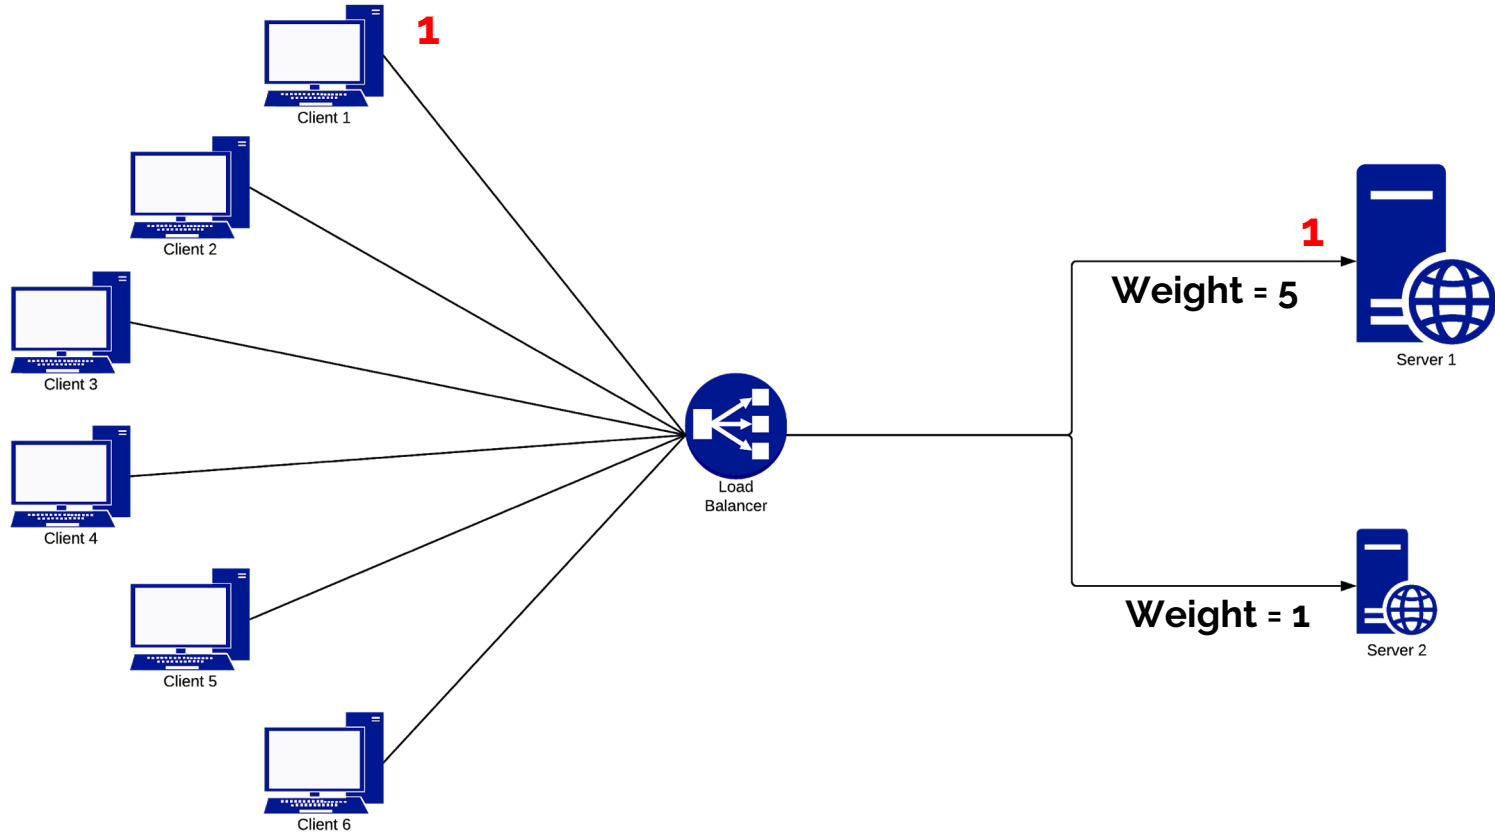 1
Client 1
Client 2
Client 3
Client 4
Client 5
Client 6
Load
Balancer
1
Weight = 5
Server 1
Weight = 1
Server 2